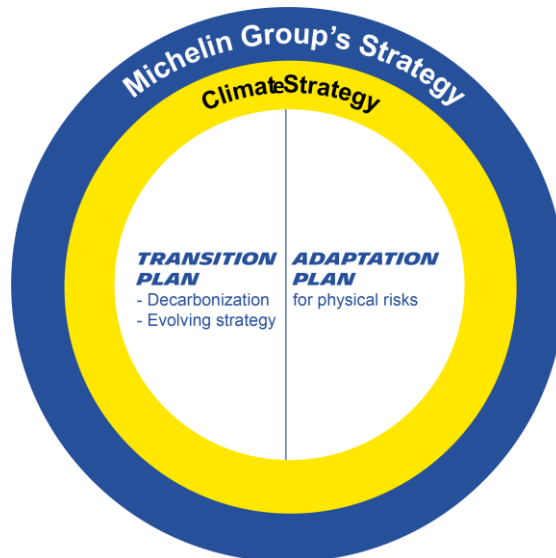 Michelin Group's Strategy
ClimateStrategy
TRANSITION
PLAN
- Decarbonization
- Evolving strategy
ADAPTATION
PLAN
for physical risks